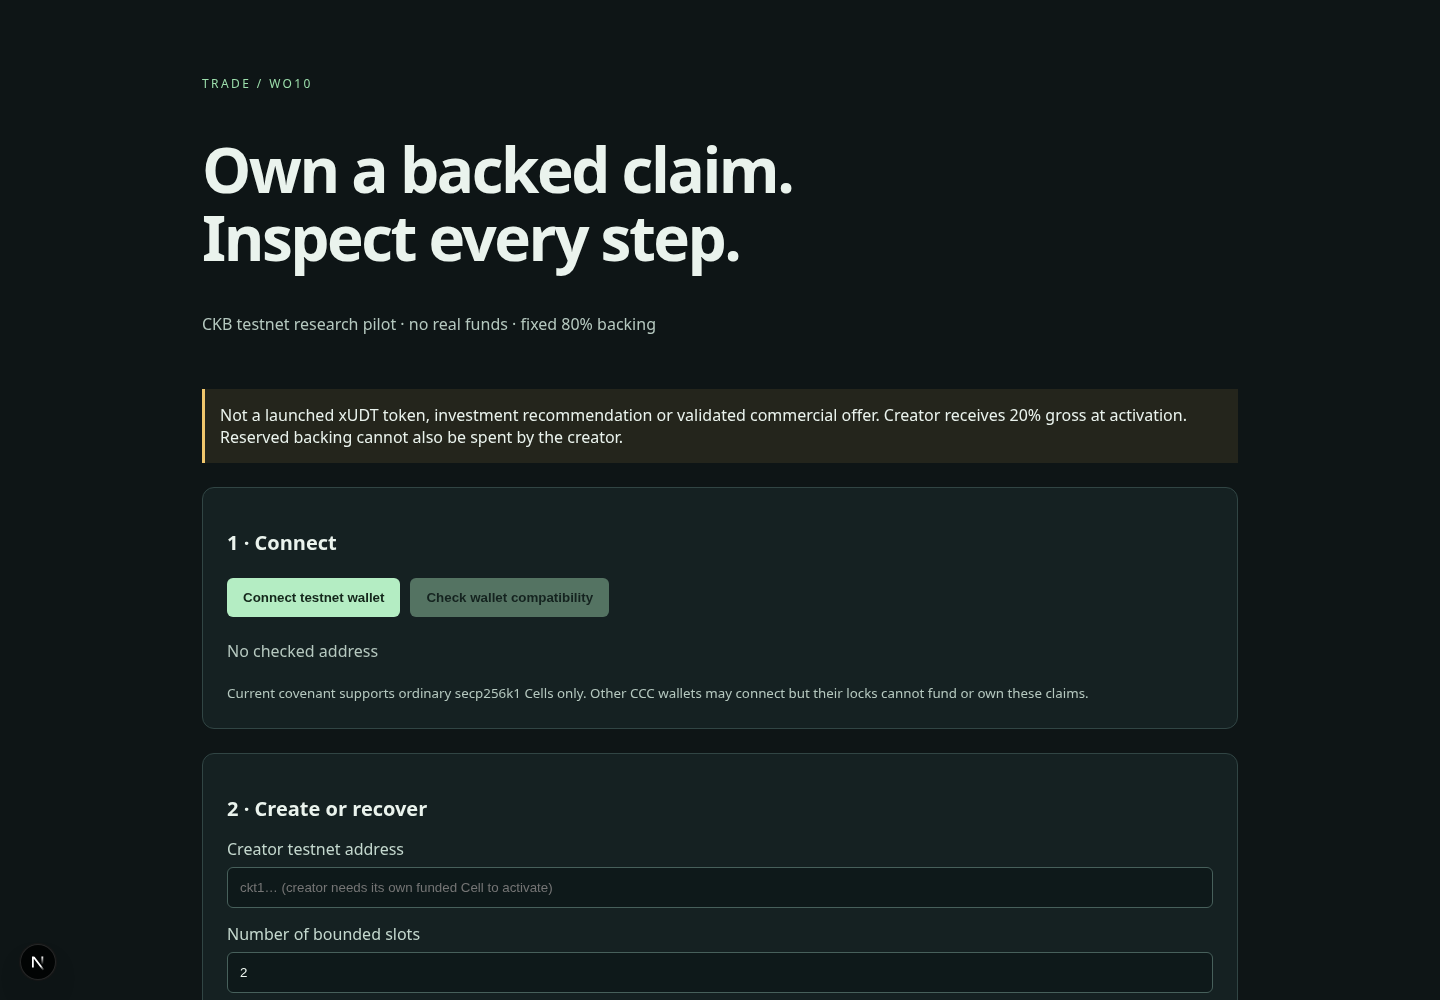 TRADE / WO10
Own a backed claim.
Inspect every step.
CKB testnet research pilot · no real funds · fixed 80% backing
Not a launched xUDT token, investment recommendation or validated commercial offer. Creator receives 20% gross at activation.
Reserved backing cannot also be spent by the creator.
1 · Connect
Connect testnet wallet
Check wallet compatibility
No checked address
Current covenant supports ordinary secp256k1 Cells only. Other CCC wallets may connect but their locks cannot fund or own these claims.
2 · Create or recover
Creator testnet address
ckt1… (creator needs its own funded Cell to activate)
Number of bounded slots
2
N